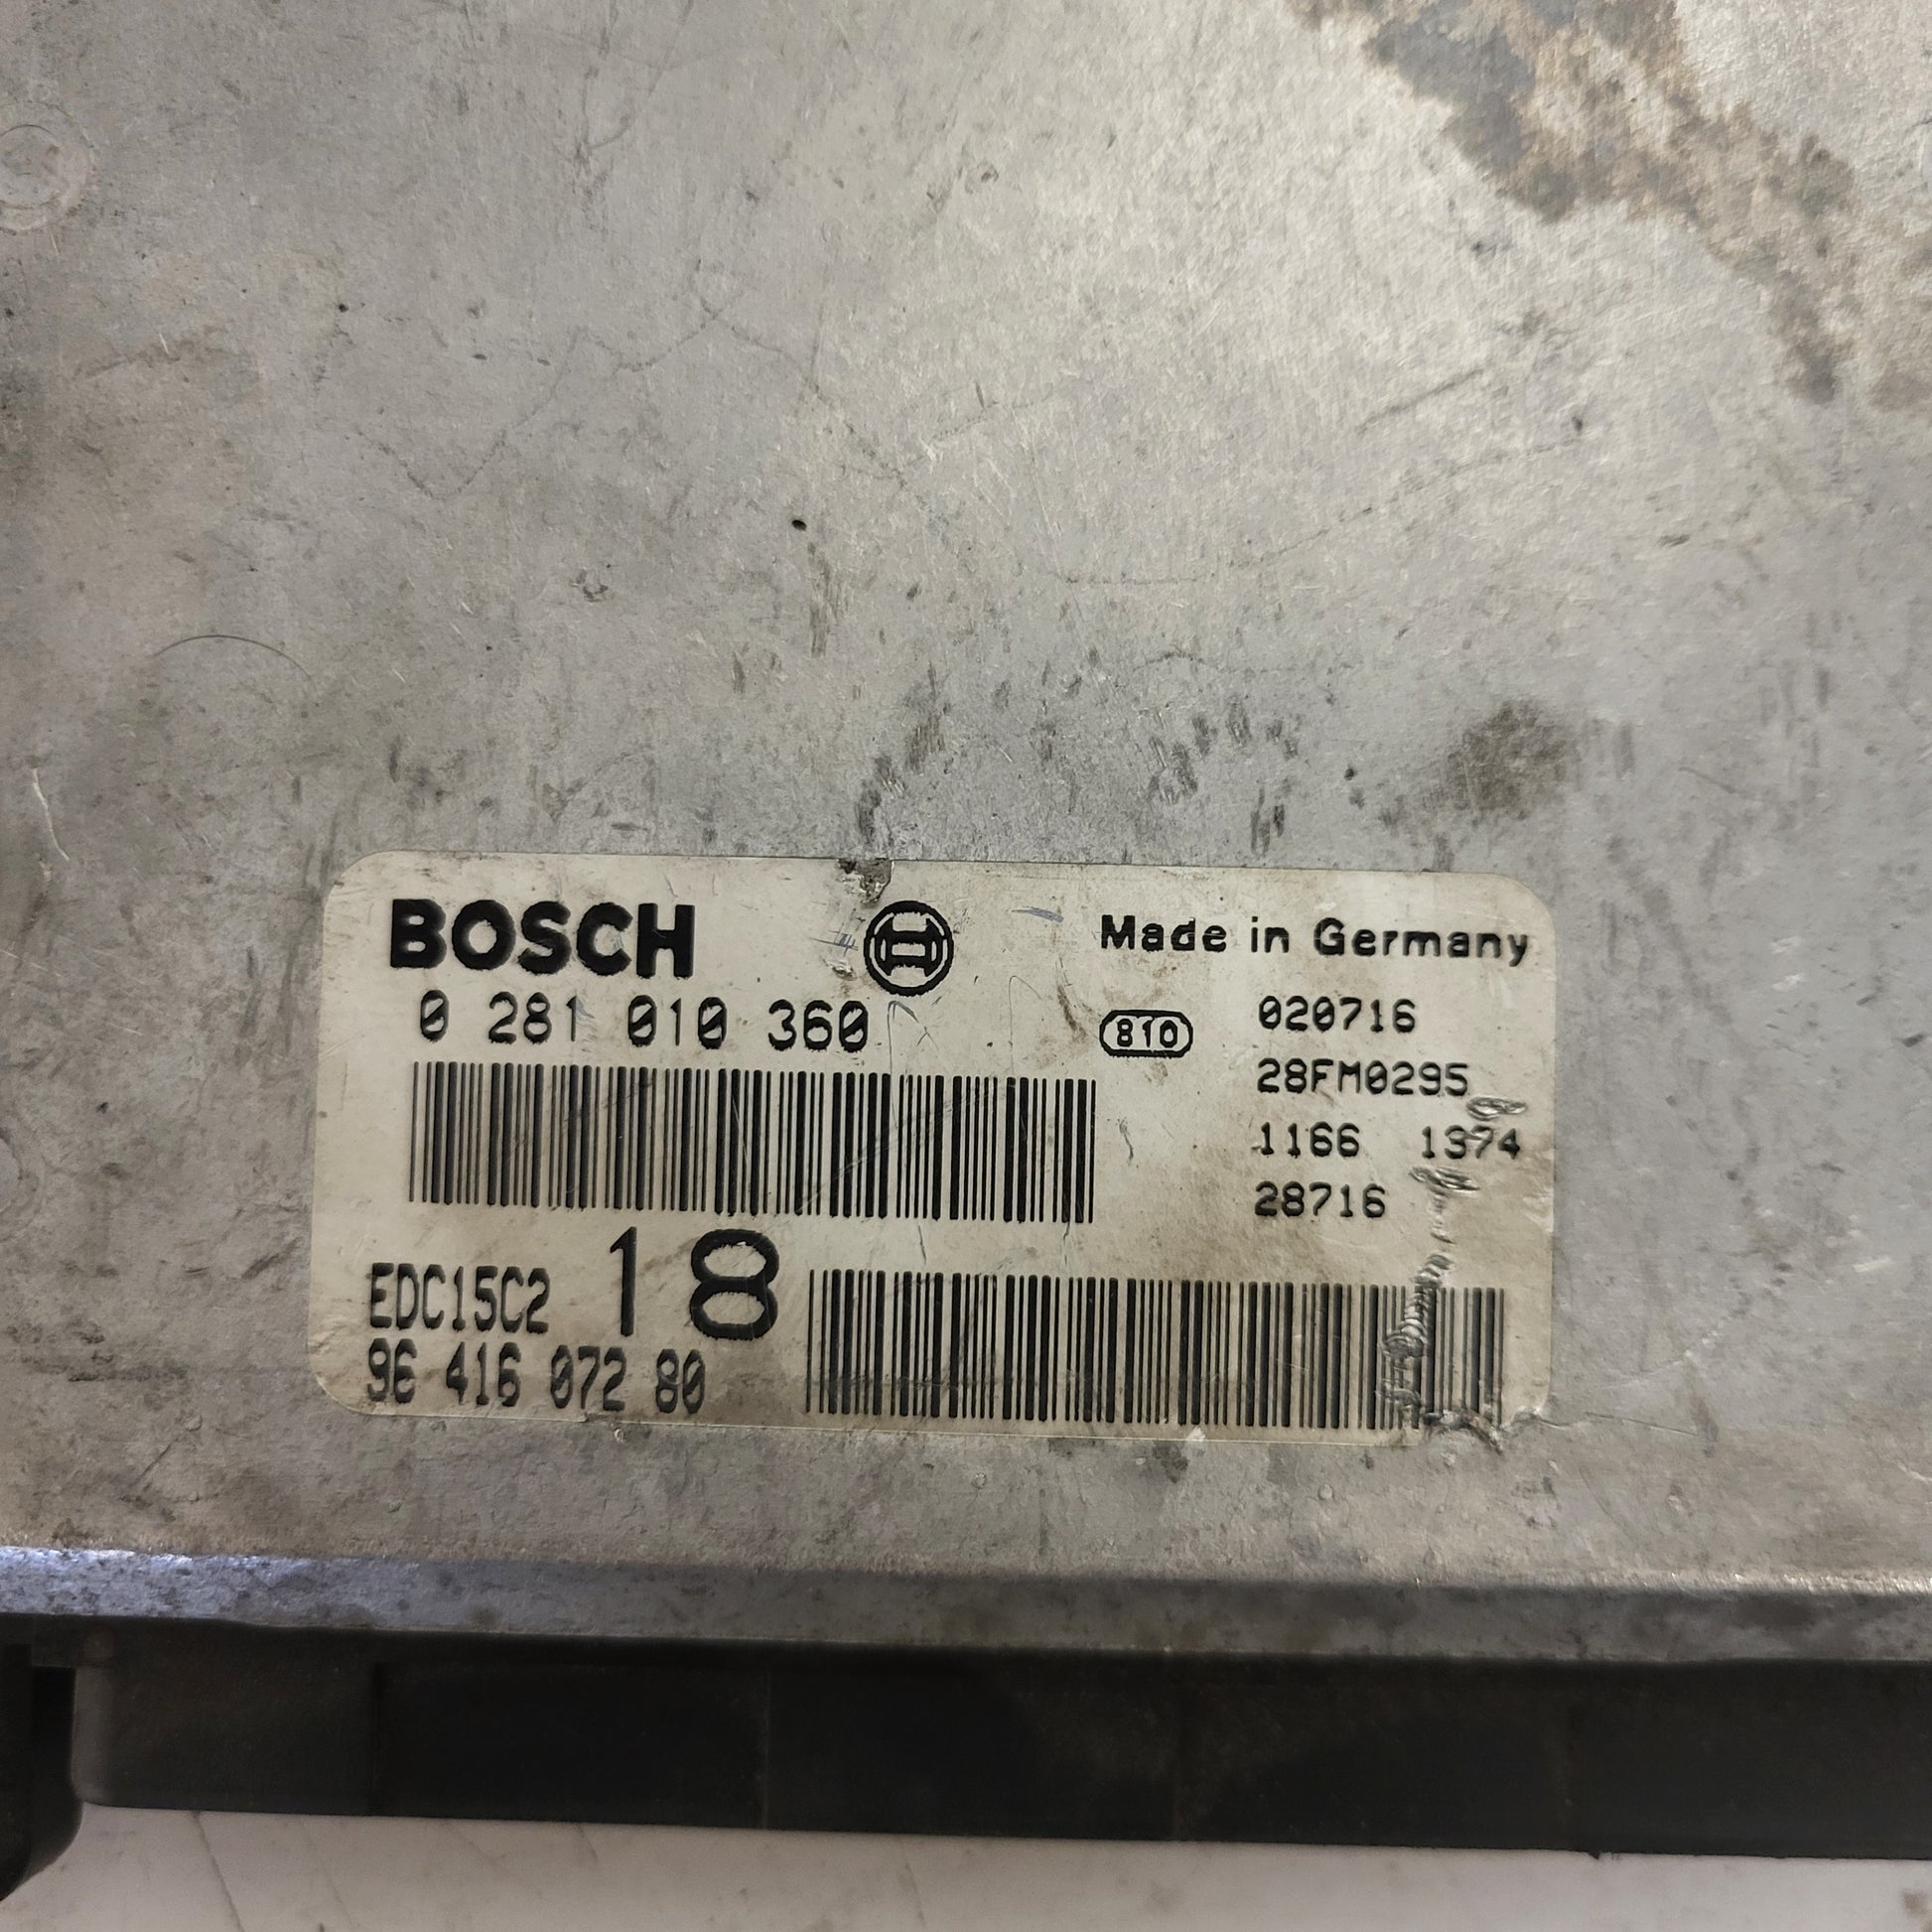 BOSCH
Made in Germany
0 281 010 360
810
020716
28FM0295
1166 1374
28716
EDC15C2 18
96 416 072 80